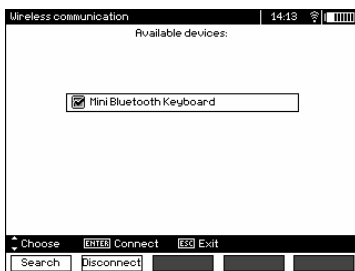 Wireless communication 14:13
Available devices:
Mini Bluetooth Keyboard
Choose ENTER Connect ESC Exit
Search Disconnect